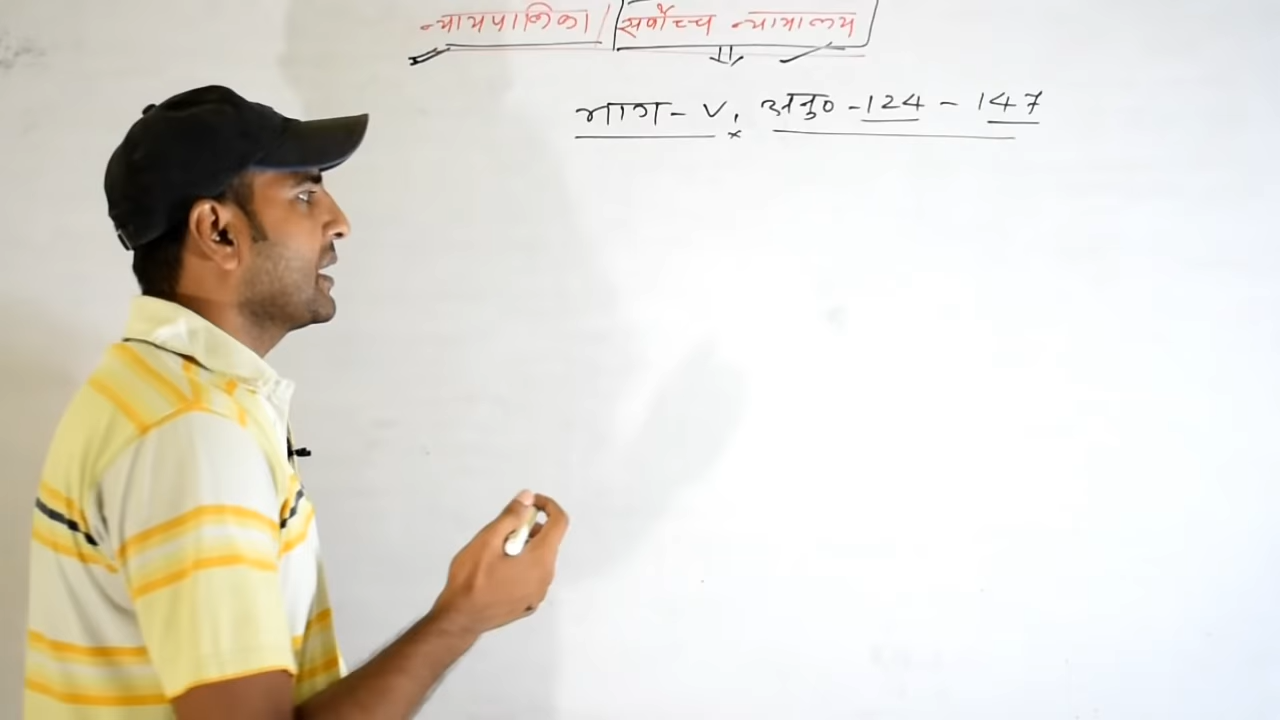 न्यायपालिका / सर्वोच्च न्यायालय
भाग - V, अनु० - 124 - 147